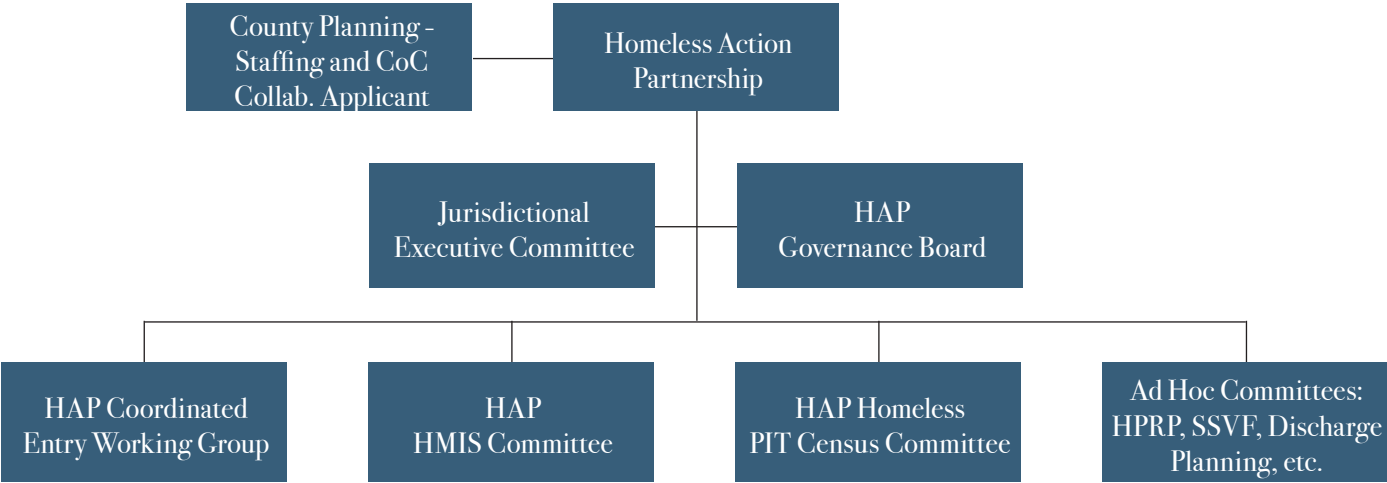 County Planning -
Staffing and CoC
Collab. Applicant
Homeless Action
Partnership
Jurisdictional
Executive Committee
HAP
Governance Board
HAP Coordinated
Entry Working Group
HAP
HMIS Committee
HAP Homeless
PIT Census Committee
Ad Hoc Committees:
HPRP, SSVF, Discharge
Planning, etc.